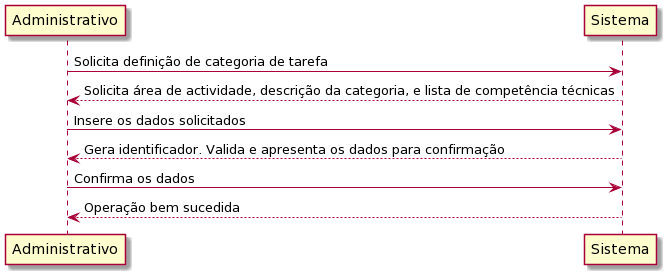 Administrativo
Sistema
Solicita definição de categoria de tarefa
Solicita área de actividade, descrição da categoria, e lista de competência técnicas
Insere os dados solicitados
Gera identificador. Valida e apresenta os dados para confirmação
Confirma os dados
Operação bem sucedida
Administrativo
Sistema